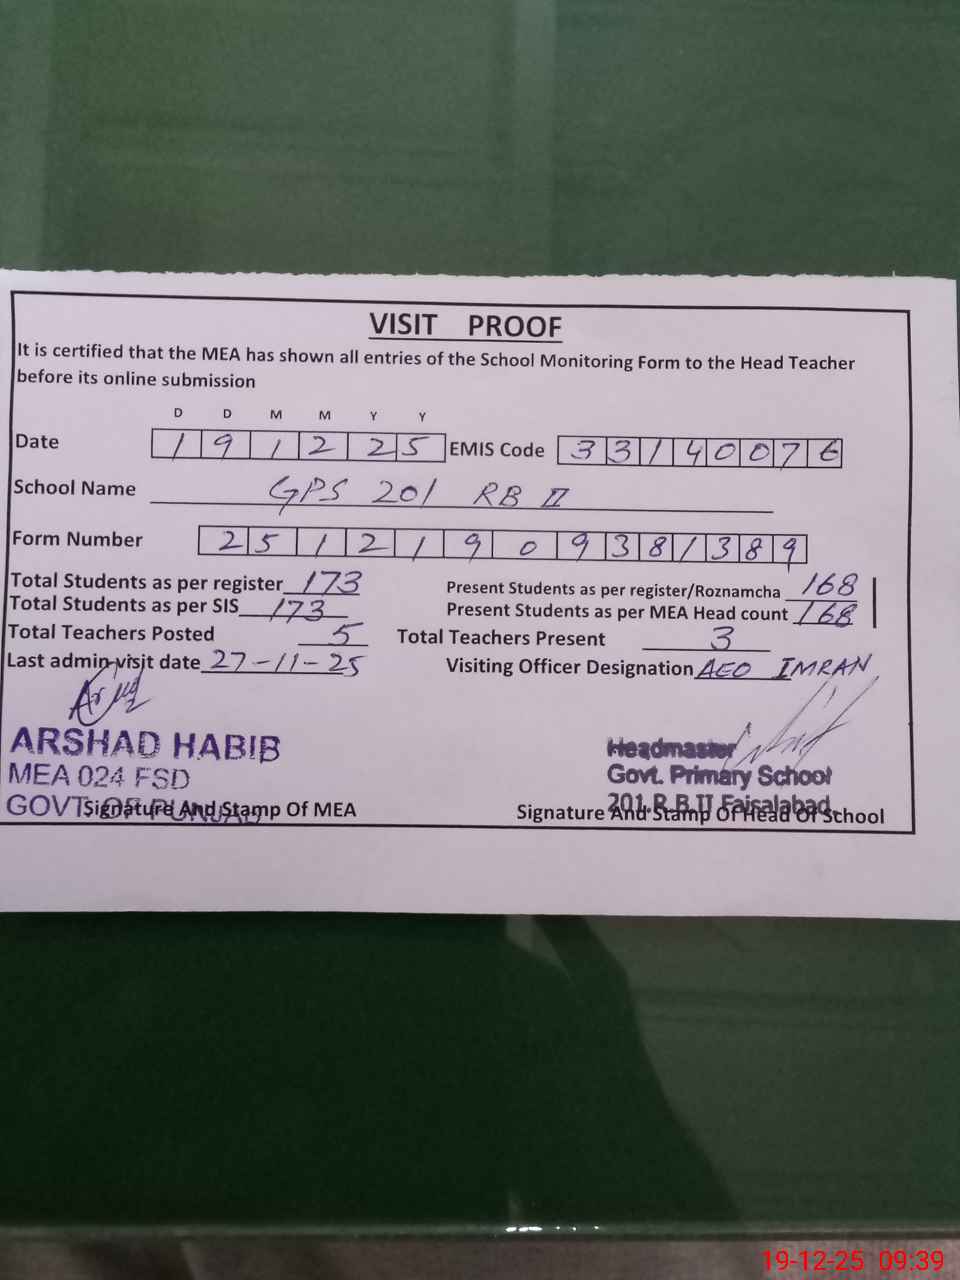 VISIT PROOF
It is certified that the MEA has shown all entries of the School Monitoring Form to the Head Teacher
before its online submission
D D M M Y Y
Date 1 9 1 2 2 5 EMIS Code 3 3 1 4 0 0 7 6
School Name GPS 201 RB II
Form Number 2 5 1 2 1 9 0 9 3 8 1 3 8 9
Total Students as per register 173 Present Students as per register/Roznamcha 168
Total Students as per SIS 173 Present Students as per MEA Head count 168
Total Teachers Posted 5 Total Teachers Present 3
Last admin visit date 27-11-25 Visiting Officer Designation AEO IMRAN
ARSHAD HABIB
MEA 024 FSD
GOVT. OF PUNJAB
Signature And Stamp Of MEA
Headmaster
Govt. Primary School
201.R.B.II Faisalabad.
Signature And Stamp Of Head Of School
19-12-25 09:39